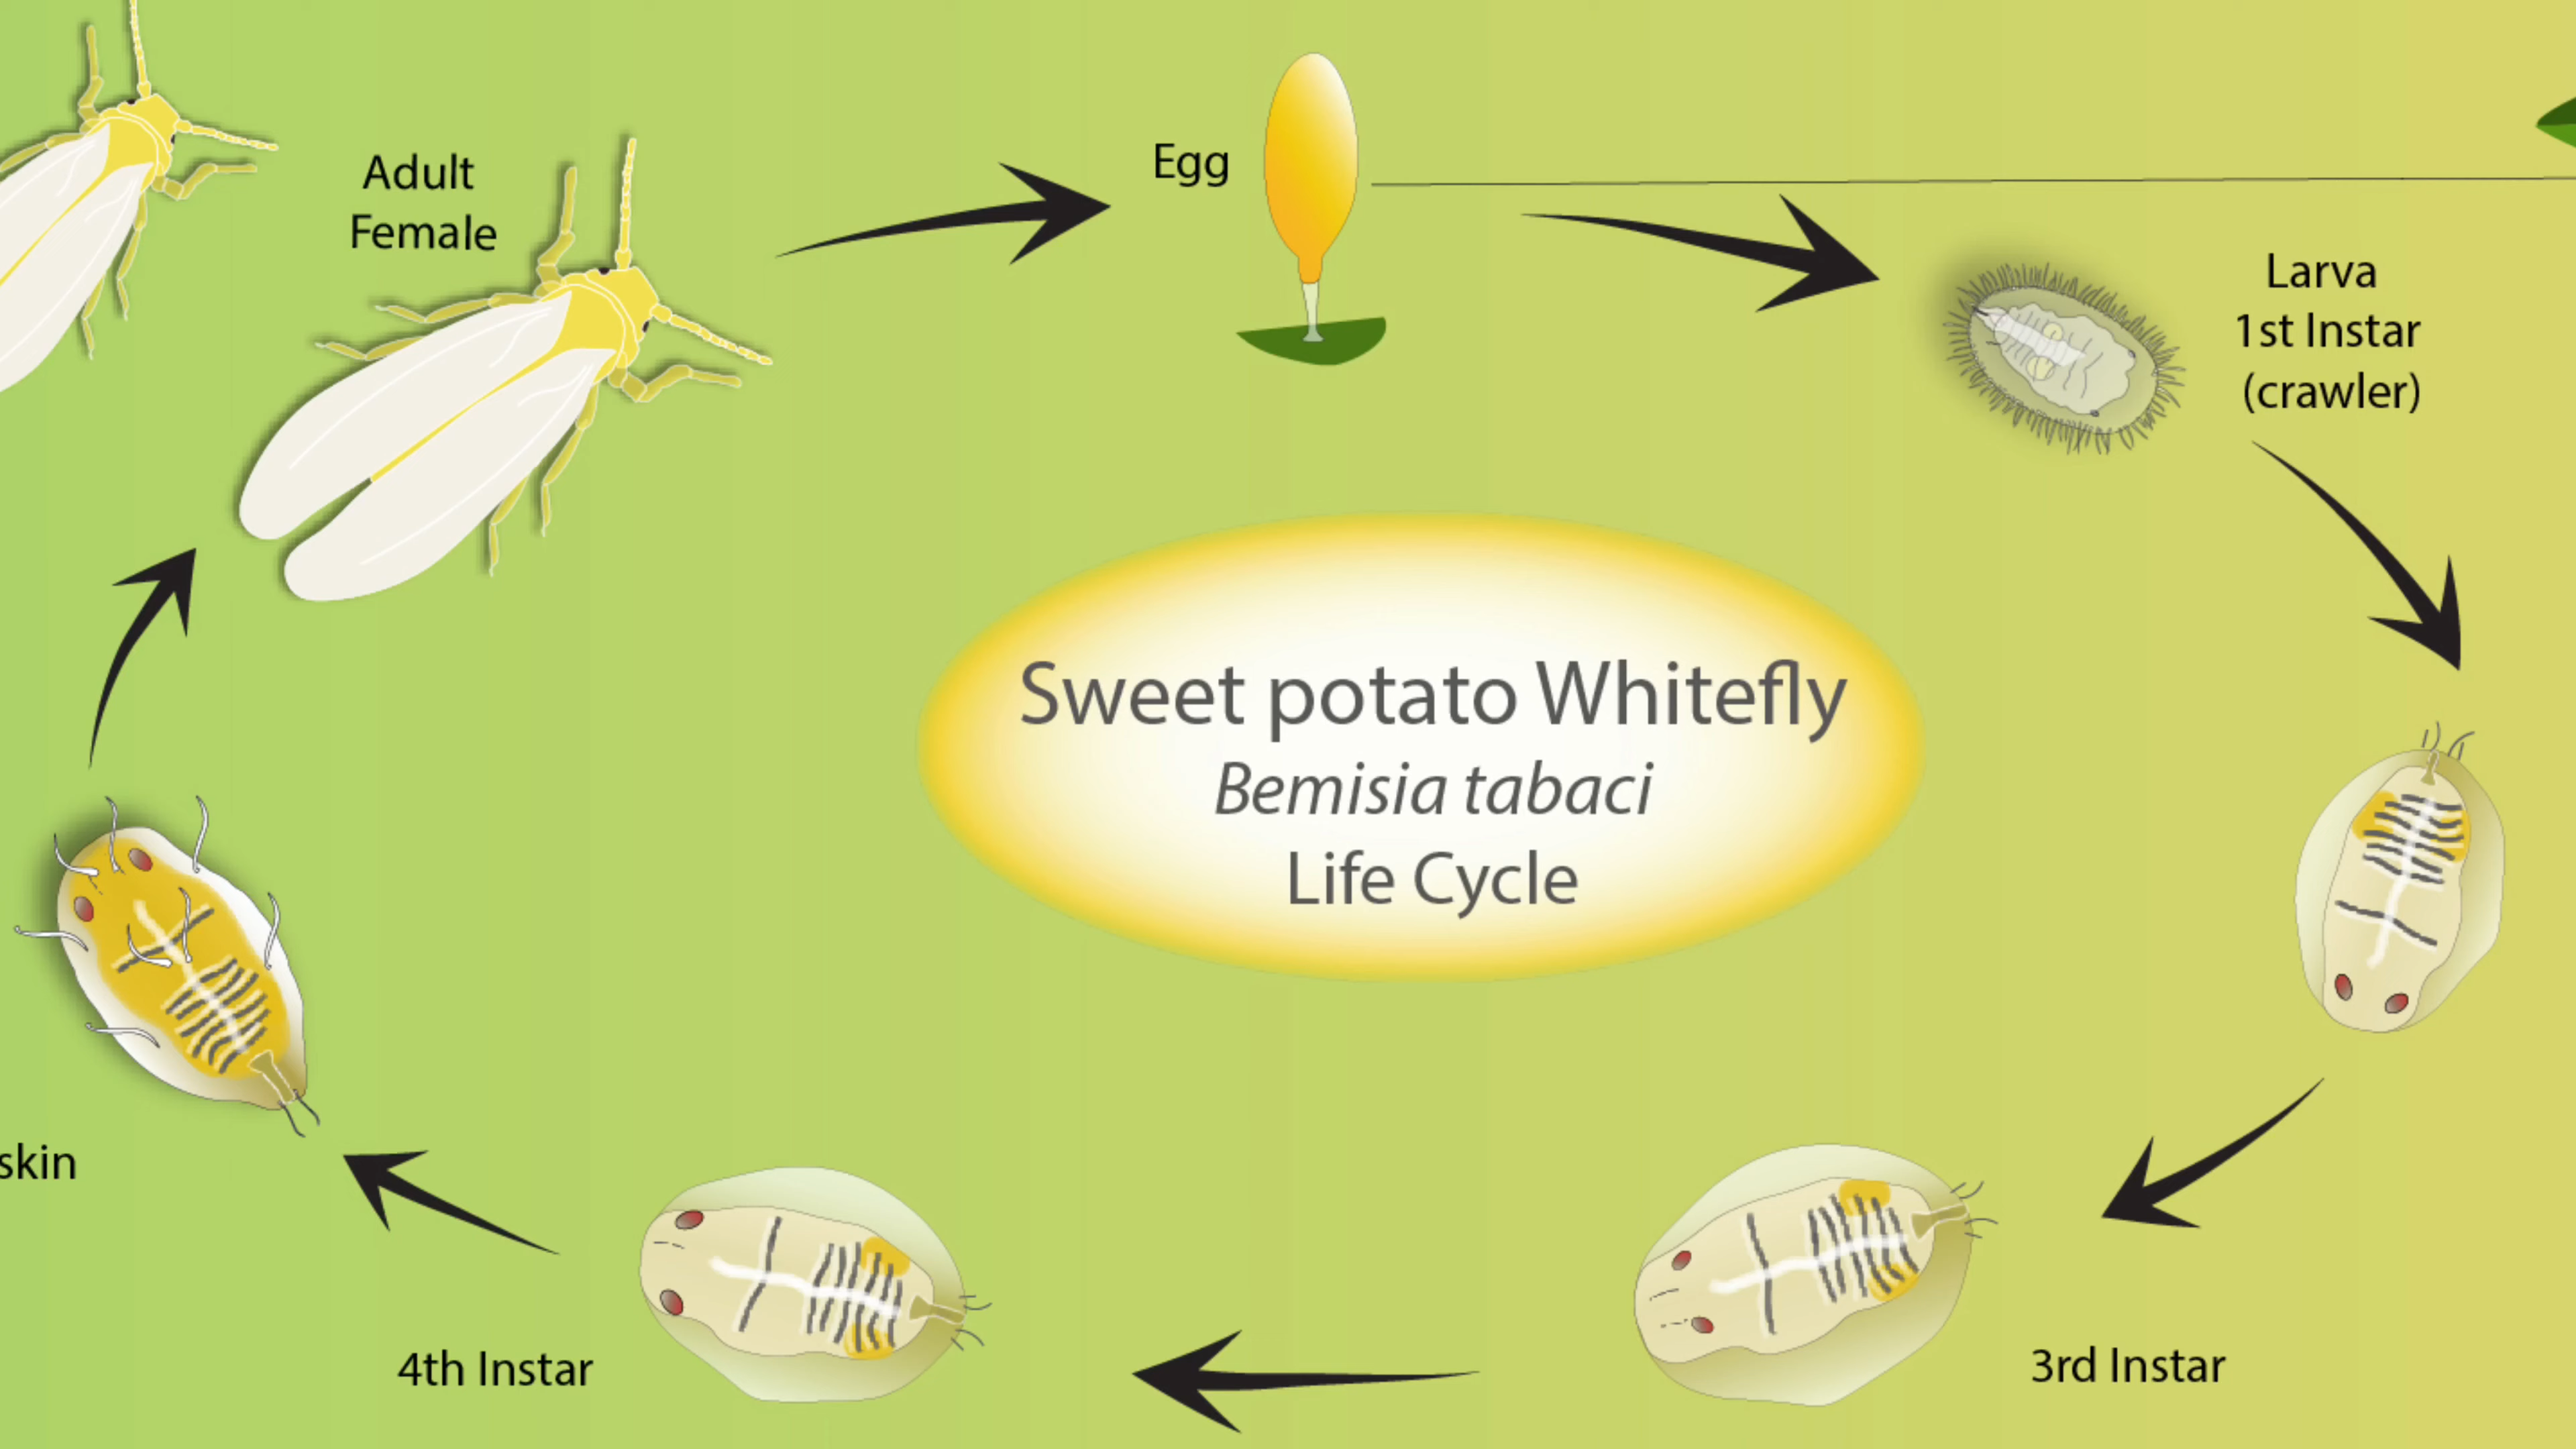 Adult
Female
Egg
Larva
1st Instar
(crawler)
Sweet potato Whitefly
Bemisia tabaci
Life Cycle
skin
4th Instar
3rd Instar